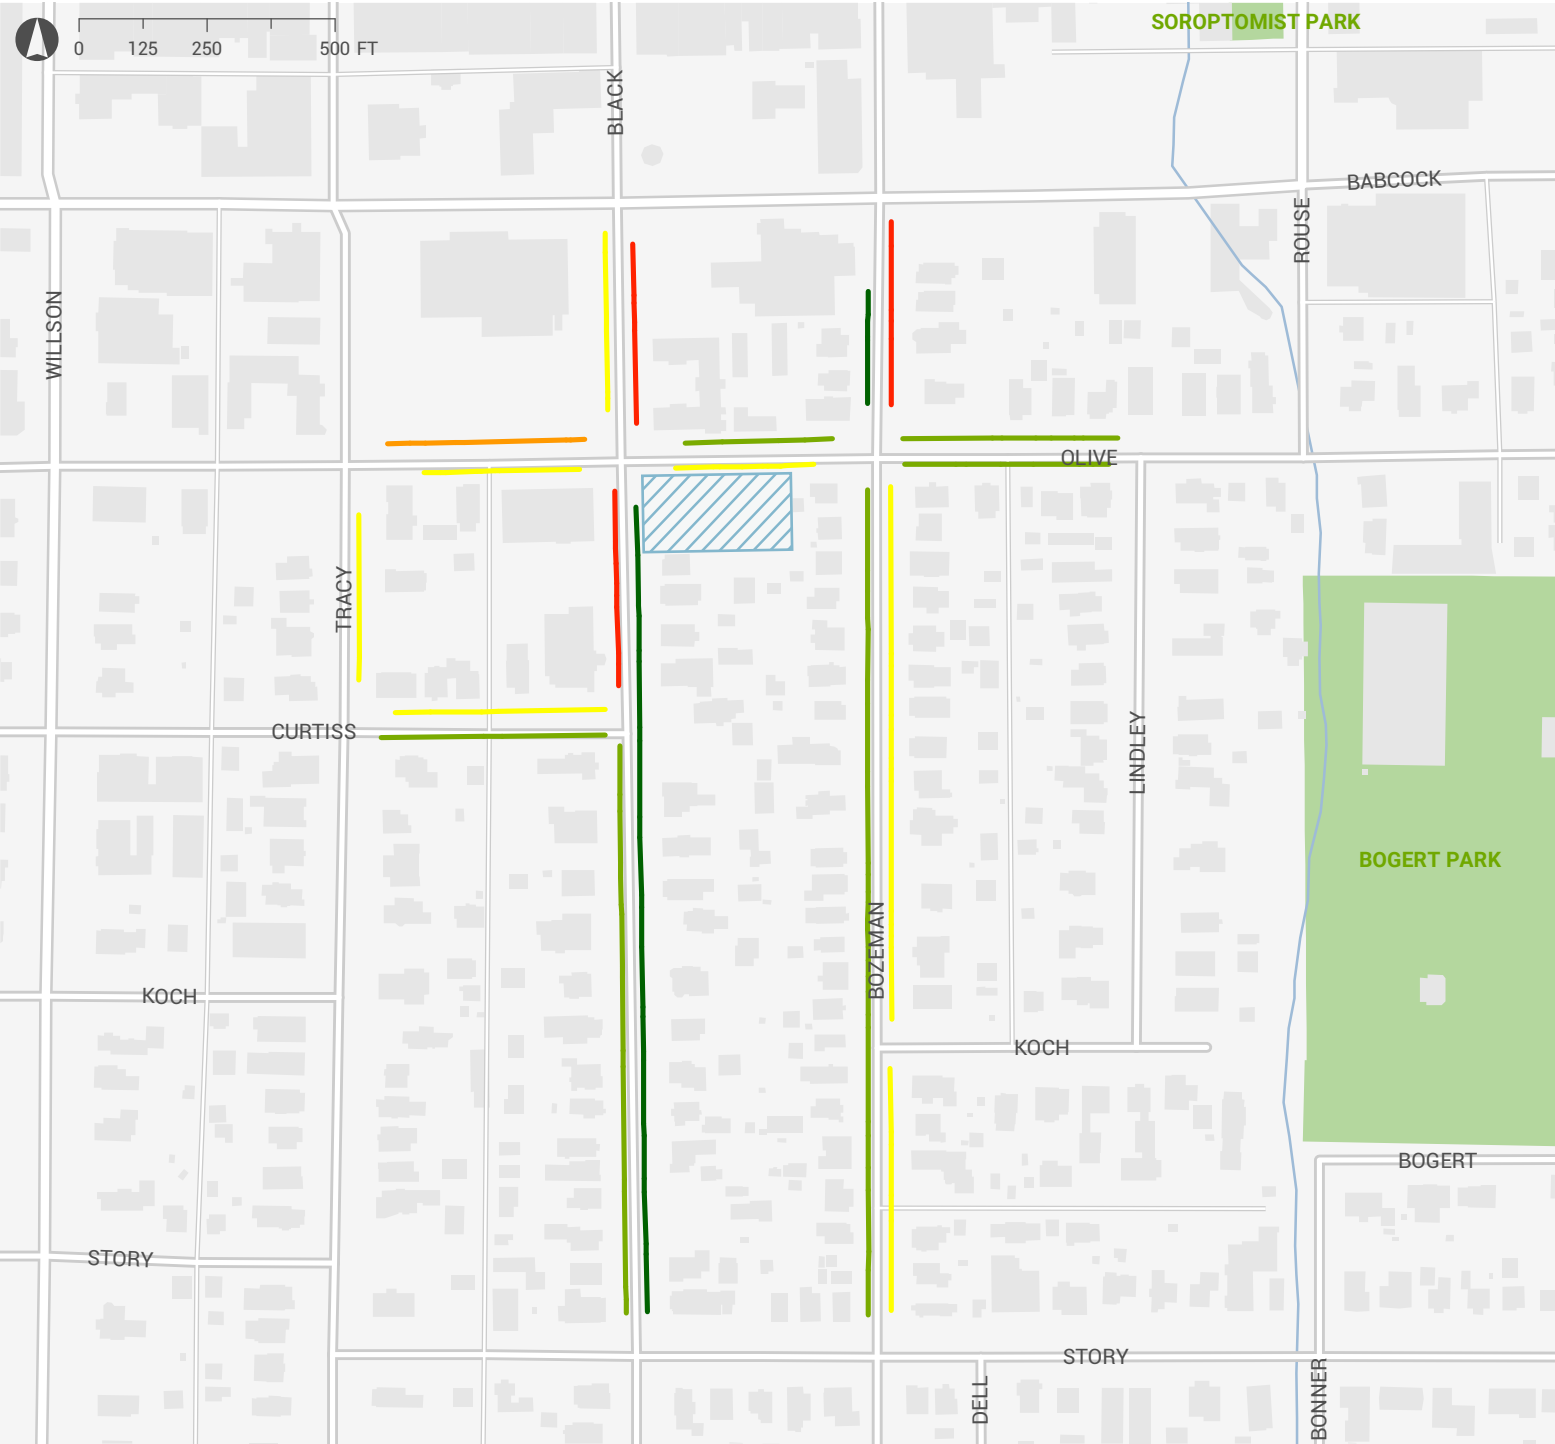 SOROPTOMIST PARK
0 125 250 500 FT
BLACK
BABCOCK
ROUSE
WILLSON
OLIVE
TRACY
CURTISS
LINDLEY
BOGERT PARK
BOZEMAN
KOCH
KOCH
BOGERT
STORY
STORY
DELL
BONNER